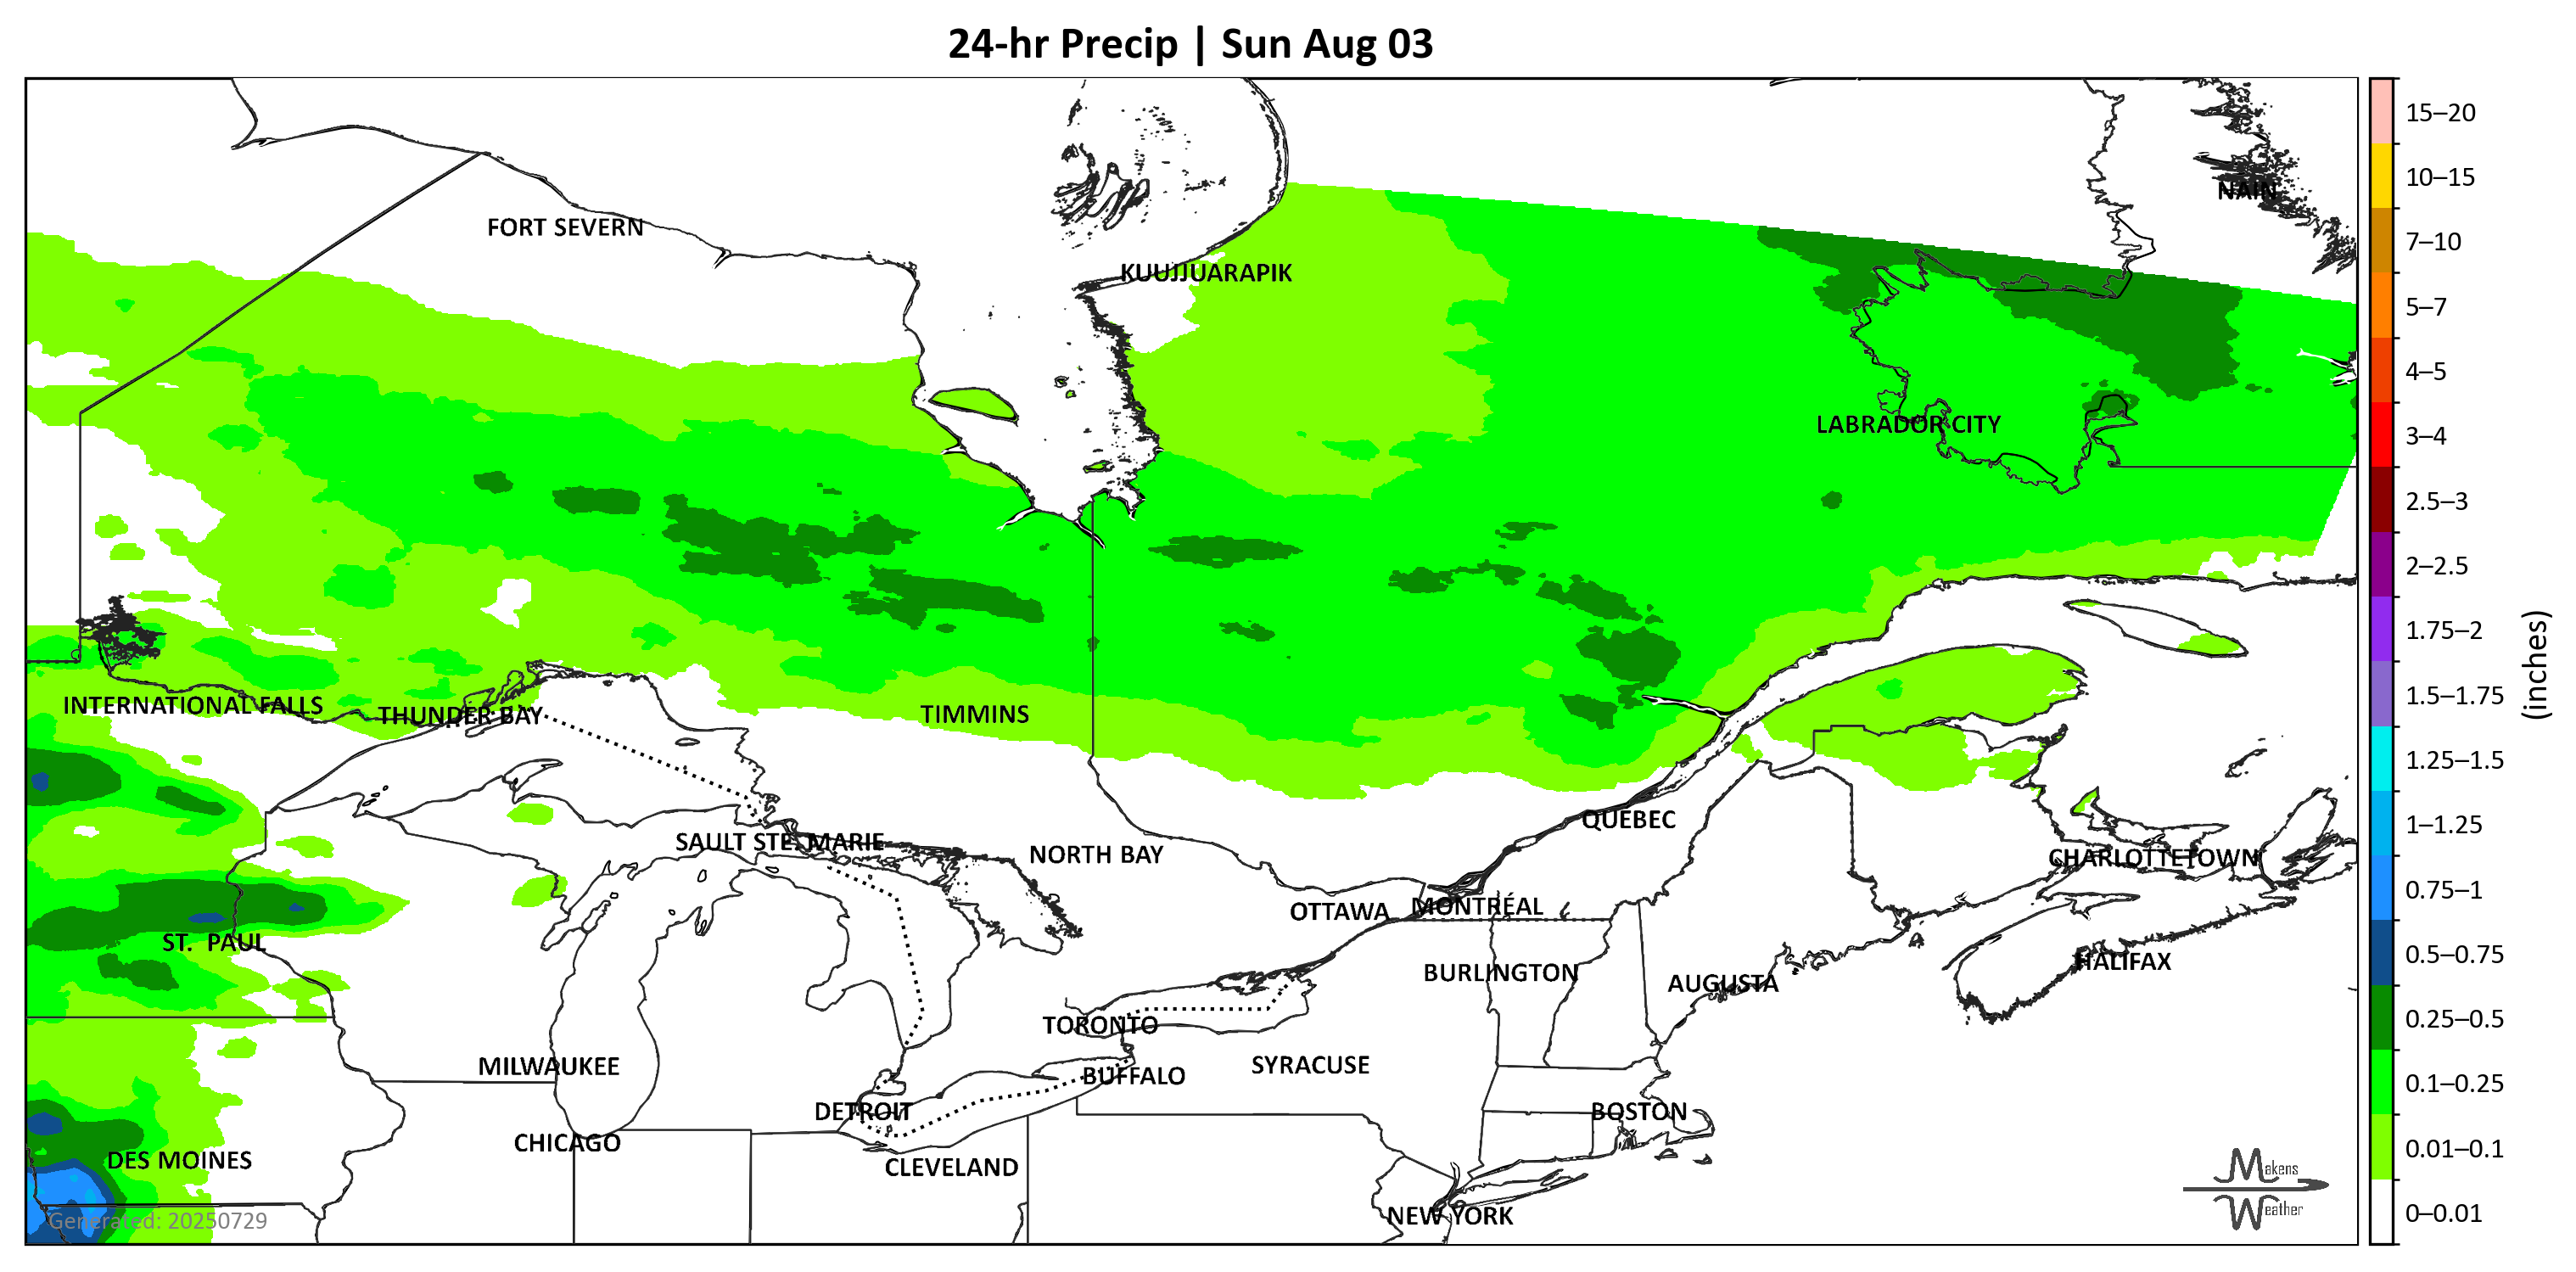 24-hr Precip | Sun Aug 03
NAIN
FORT SEVERN
KUUJJUARAPIK
LABRADOR CITY
INTERNATIONAL FALLS
THUNDER BAY
TIMMINS
QUEBEC
SAULT STE. MARIE
NORTH BAY
CHARLOTTETOWN
OTTAWA
MONTRÉAL
ST. PAUL
HALIFAX
BURLINGTON
AUGUSTA
TORONTO
MILWAUKEE
SYRACUSE
BUFFALO
DETROIT
BOSTON
CHICAGO
DES MOINES
CLEVELAND
NEW YORK
Generated: 20250729
Makens
Weather
15–20
10–15
7–10
5–7
4–5
3–4
2.5–3
2–2.5
1.75–2
1.5–1.75
1.25–1.5
1–1.25
0.75–1
0.5–0.75
0.25–0.5
0.1–0.25
0.01–0.1
0–0.01
(inches)